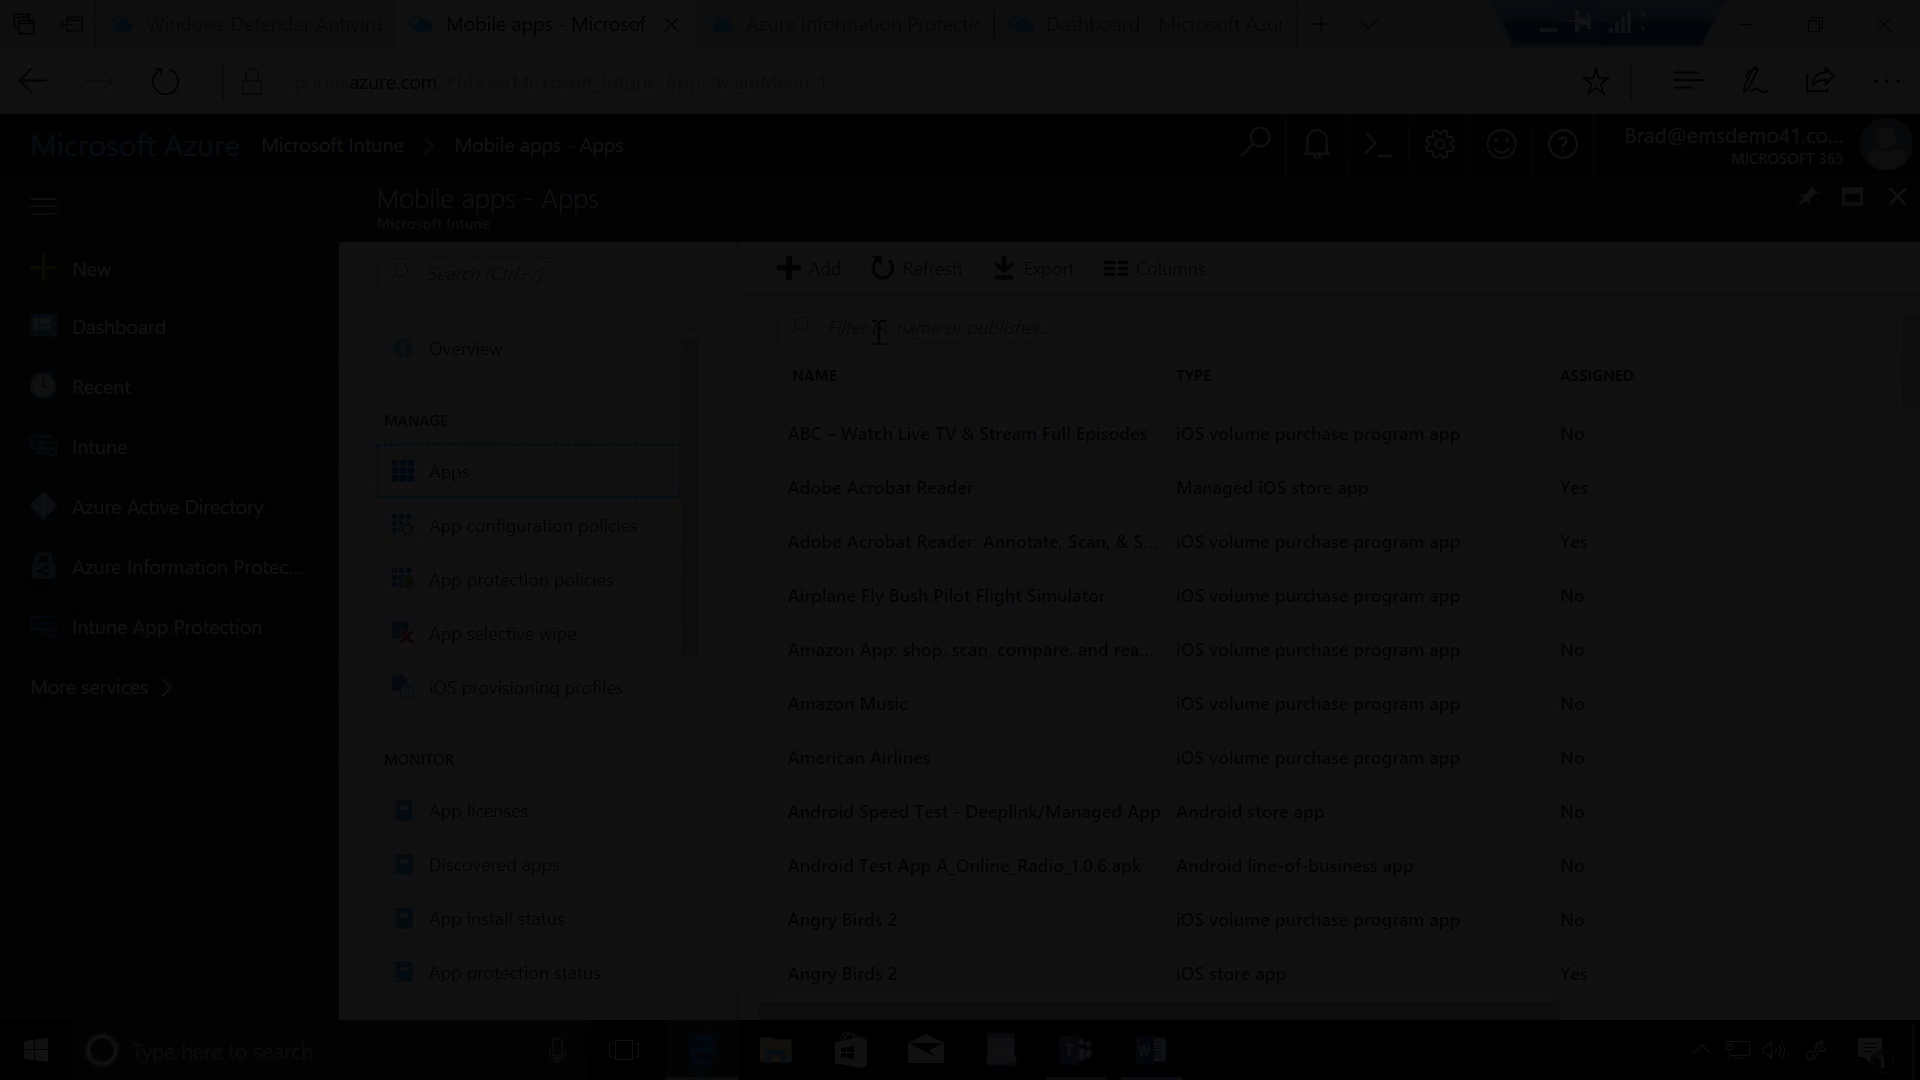 Windows Defender Antiviru
Mobile apps - Microsof
Azure Information Protectic
Dashboard - Microsoft Azur
portal.azure.com/#blade/Microsoft_Intune_Apps/MainMenu/1
Microsoft Azure Microsoft Intune > Mobile apps - Apps
Brad@emsdemo41.co...
MICROSOFT 365
Mobile apps - Apps
Microsoft Intune
New
Dashboard
Recent
Intune
Azure Active Directory
Azure Information Protec...
Intune App Protection
More services >
Search (Ctrl+/)
Overview
MANAGE
Apps
App configuration policies
App protection policies
App selective wipe
iOS provisioning profiles
MONITOR
App licenses
Discovered apps
App install status
App protection status
Add Refresh Export Columns
Filter by name or publisher...
NAME TYPE ASSIGNED
ABC – Watch Live TV & Stream Full Episodes iOS volume purchase program app No
Adobe Acrobat Reader Managed iOS store app Yes
Adobe Acrobat Reader: Annotate, Scan, & S... iOS volume purchase program app Yes
Airplane Fly Bush Pilot Flight Simulator iOS volume purchase program app No
Amazon App: shop, scan, compare, and rea... iOS volume purchase program app No
Amazon Music iOS volume purchase program app No
American Airlines iOS volume purchase program app No
Android Speed Test - Deeplink/Managed App Android store app No
Android Test App A_Online_Radio_1.0.6.apk Android line-of-business app No
Angry Birds 2 iOS volume purchase program app No
Angry Birds 2 iOS store app Yes
Type here to search